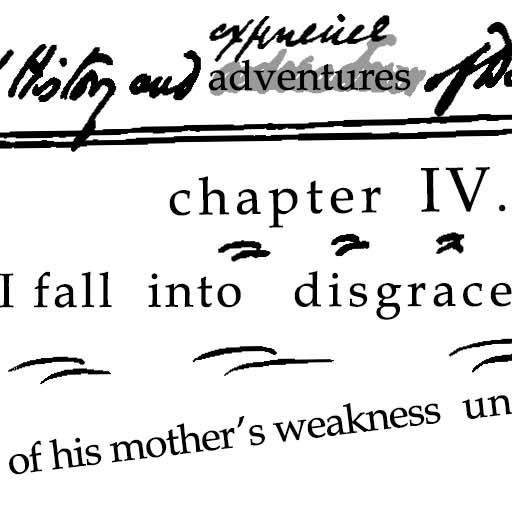 experience
History and adventures of
chapter IV.
I fall into disgrace
of his mother's weakness un